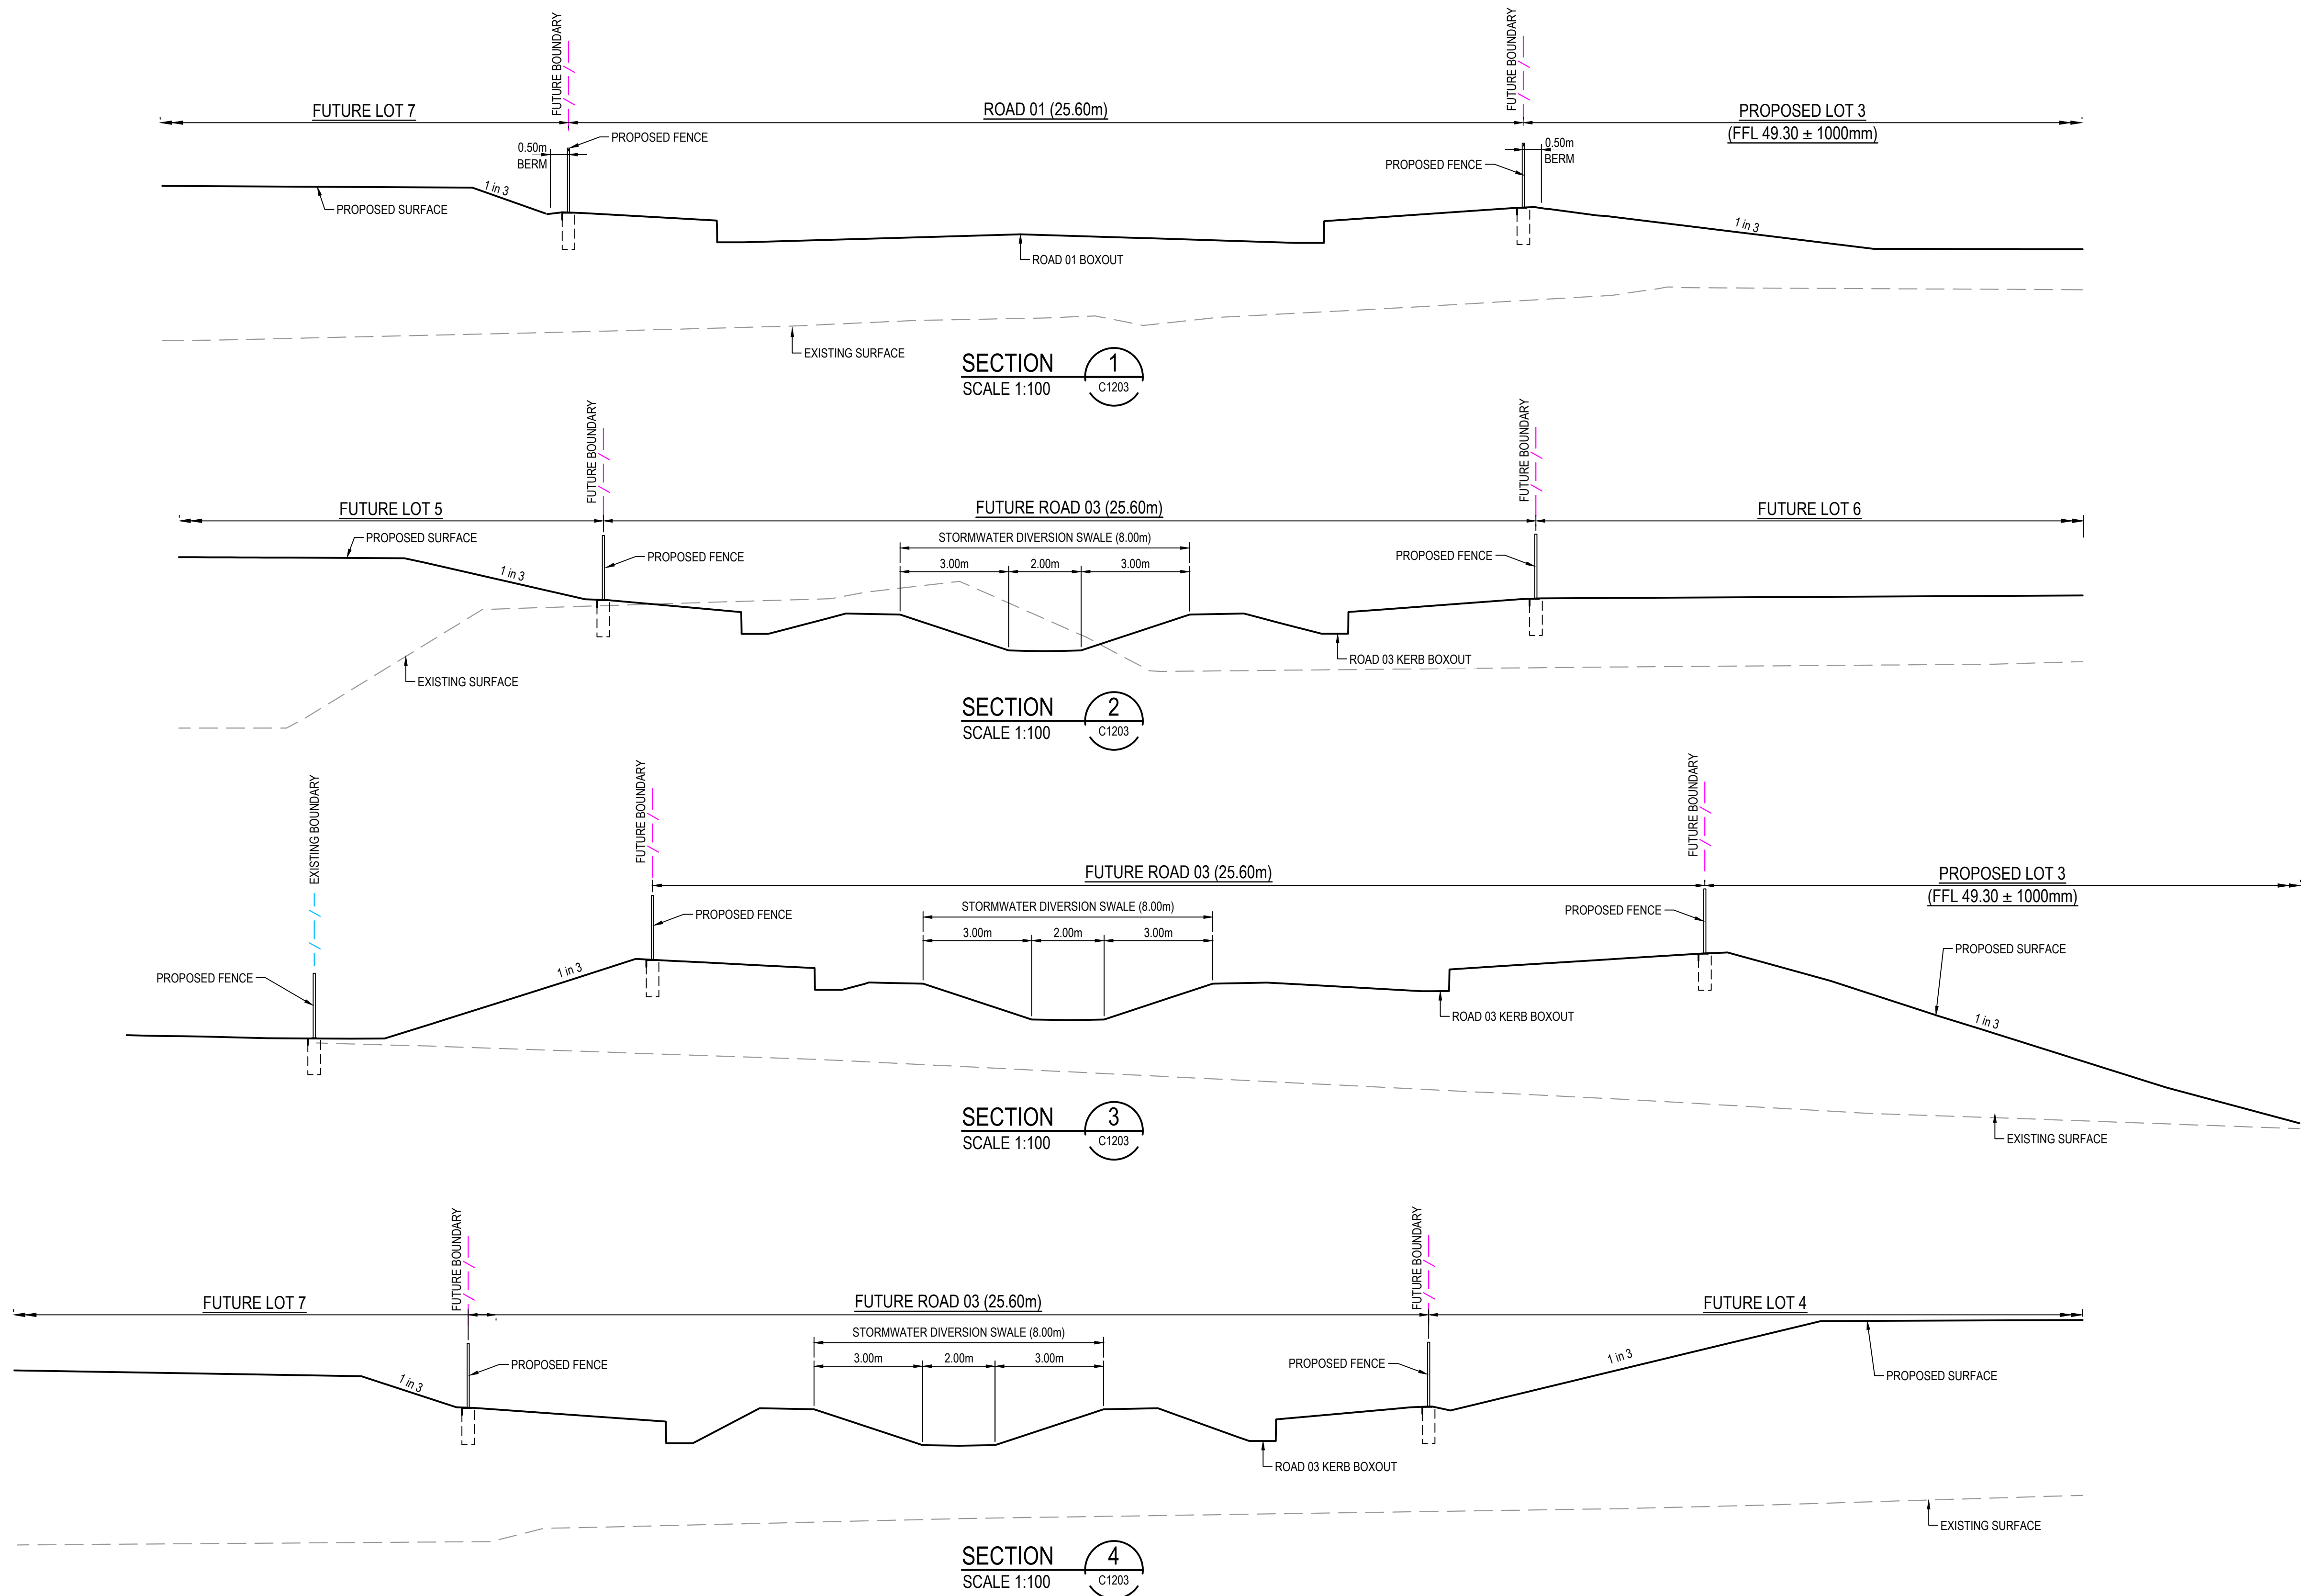 FUTURE BOUNDARY
FUTURE BOUNDARY
FUTURE LOT 7
ROAD 01 (25.60m)
PROPOSED LOT 3
(FFL 49.30 ± 1000mm)
0.50m
BERM
PROPOSED FENCE
PROPOSED FENCE
0.50m
BERM
1 in 3
PROPOSED SURFACE
1 in 3
ROAD 01 BOXOUT
EXISTING SURFACE
SECTION
1
SCALE 1:100
C1203
FUTURE BOUNDARY
FUTURE BOUNDARY
FUTURE LOT 5
FUTURE ROAD 03 (25.60m)
FUTURE LOT 6
PROPOSED SURFACE
STORMWATER DIVERSION SWALE (8.00m)
PROPOSED FENCE
PROPOSED FENCE
3.00m
2.00m
3.00m
1 in 3
ROAD 03 KERB BOXOUT
EXISTING SURFACE
SECTION
2
SCALE 1:100
C1203
EXISTING BOUNDARY
FUTURE BOUNDARY
FUTURE BOUNDARY
FUTURE ROAD 03 (25.60m)
PROPOSED LOT 3
(FFL 49.30 ± 1000mm)
STORMWATER DIVERSION SWALE (8.00m)
PROPOSED FENCE
PROPOSED FENCE
3.00m
2.00m
3.00m
PROPOSED SURFACE
PROPOSED FENCE
1 in 3
ROAD 03 KERB BOXOUT
1 in 3
SECTION
3
SCALE 1:100
C1203
EXISTING SURFACE
FUTURE BOUNDARY
FUTURE BOUNDARY
FUTURE LOT 7
FUTURE ROAD 03 (25.60m)
FUTURE LOT 4
STORMWATER DIVERSION SWALE (8.00m)
PROPOSED FENCE
3.00m
2.00m
3.00m
PROPOSED FENCE
1 in 3
1 in 3
PROPOSED SURFACE
ROAD 03 KERB BOXOUT
EXISTING SURFACE
SECTION
4
SCALE 1:100
C1203